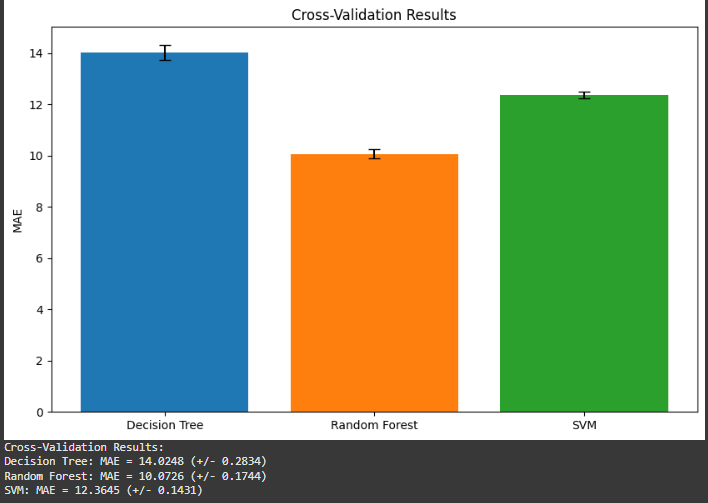 Cross-Validation Results
14
12
10
8
6
4
2
0
MAE
Decision Tree
Random Forest
SVM
Cross-Validation Results:
Decision Tree: MAE = 14.0248 (+/- 0.2834)
Random Forest: MAE = 10.0726 (+/- 0.1744)
SVM: MAE = 12.3645 (+/- 0.1431)